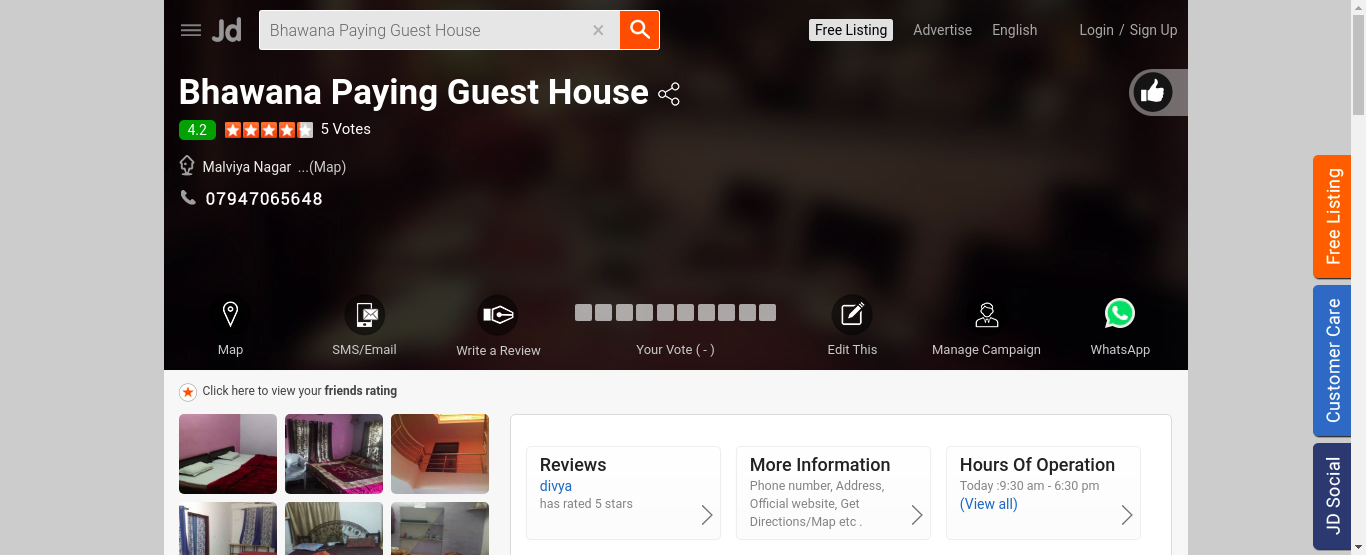 Jd
Bhawana Paying Guest House
Free Listing
Advertise
English
Login / Sign Up
Bhawana Paying Guest House
4.2
5 Votes
Malviya Nagar ...(Map)
07947065648
Map
SMS/Email
Write a Review
Your Vote ( - )
Edit This
Manage Campaign
WhatsApp
Click here to view your friends rating
Reviews
divya
has rated 5 stars
More Information
Phone number, Address,
Official website, Get
Directions/Map etc .
Hours Of Operation
Today :9:30 am - 6:30 pm
(View all)
Free Listing
Customer Care
JD Social